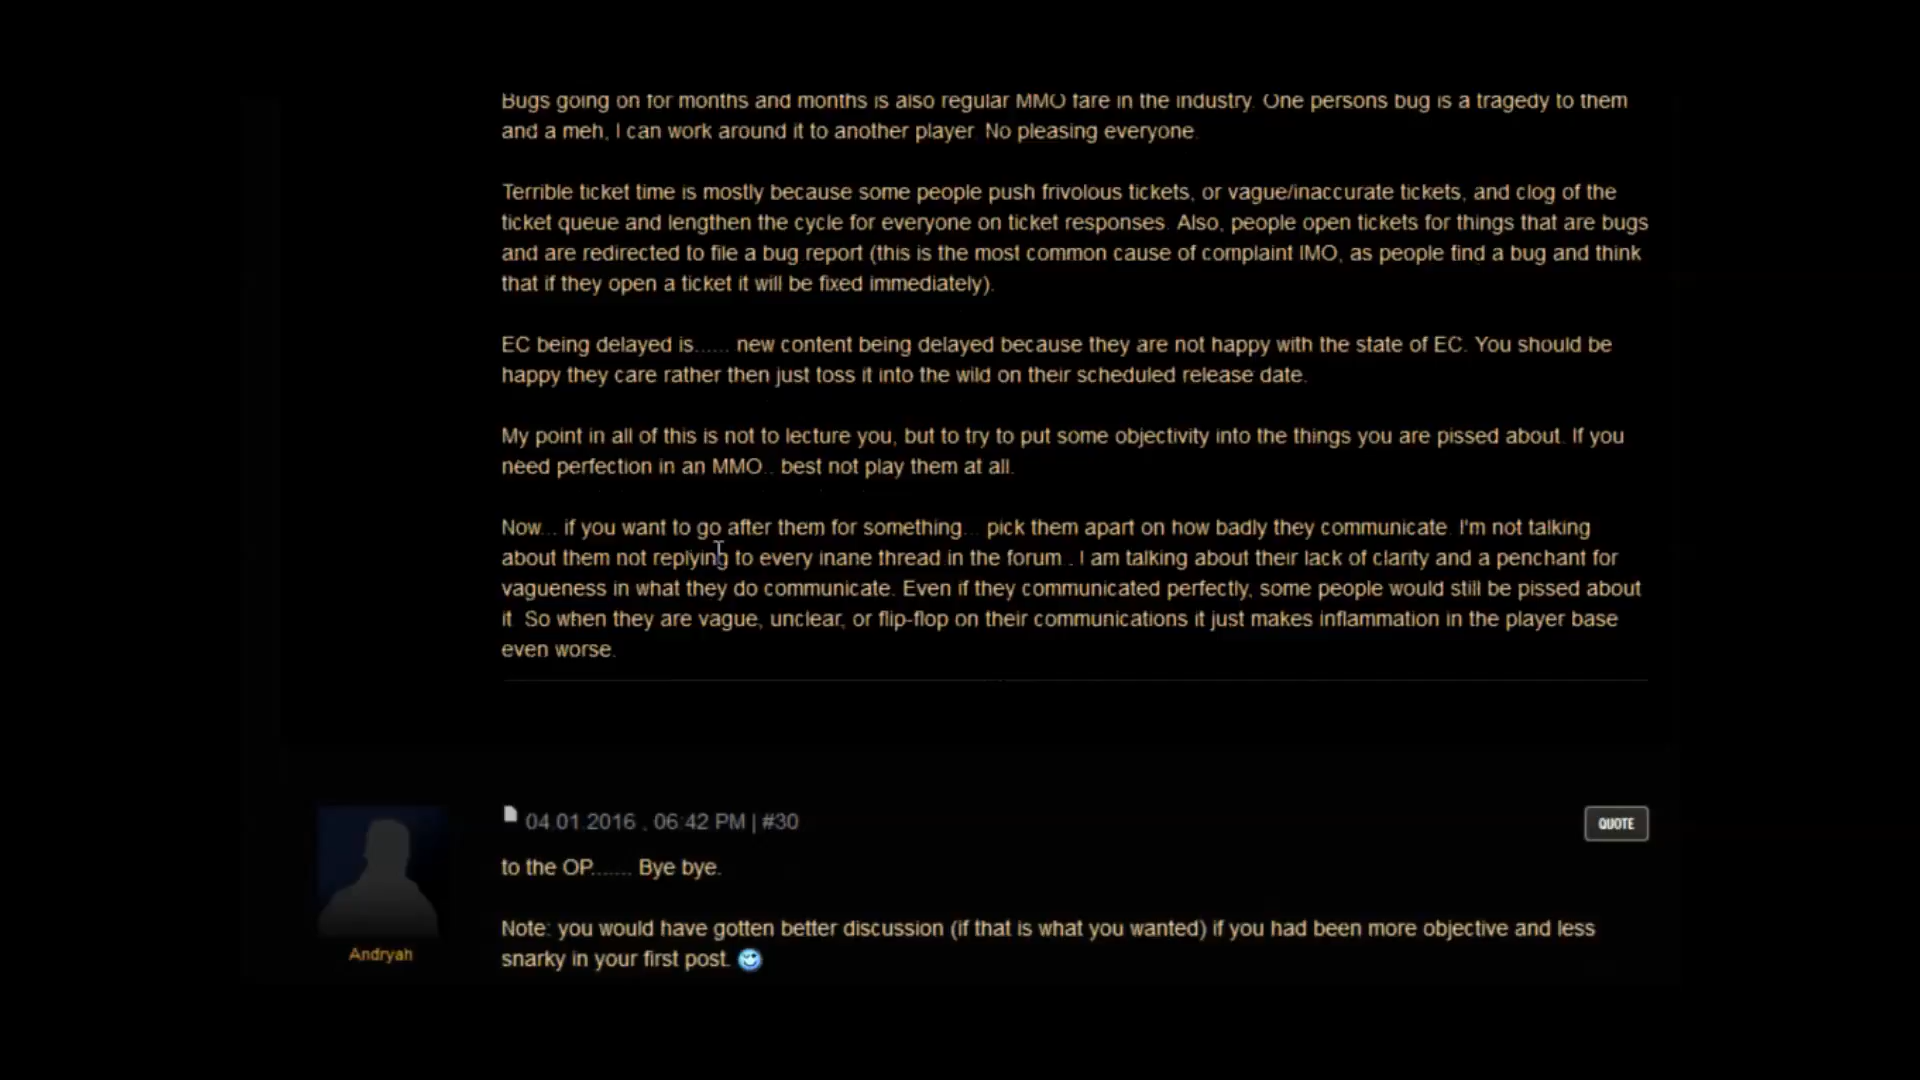 Bugs going on for months and months is also regular MMO fare in the industry. One persons bug is a tragedy to them
and a meh, I can work around it to another player. No pleasing everyone.
Terrible ticket time is mostly because some people push frivolous tickets, or vague/inaccurate tickets, and clog of the
ticket queue and lengthen the cycle for everyone on ticket responses. Also, people open tickets for things that are bugs
and are redirected to file a bug report (this is the most common cause of complaint IMO, as people find a bug and think
that if they open a ticket it will be fixed immediately).
EC being delayed is...... new content being delayed because they are not happy with the state of EC. You should be
happy they care rather then just toss it into the wild on their scheduled release date.
My point in all of this is not to lecture you, but to try to put some objectivity into the things you are pissed about. If you
need perfection in an MMO.. best not play them at all.
Now... if you want to go after them for something... pick them apart on how badly they communicate. I'm not talking
about them not replying to every inane thread in the forum . I am talking about their lack of clarity and a penchant for
vagueness in what they do communicate. Even if they communicated perfectly, some people would still be pissed about
it. So when they are vague, unclear, or flip-flop on their communications it just makes inflammation in the player base
even worse.
04.01.2016 , 06:42 PM | #30
QUOTE
to the OP....... Bye bye.
Note: you would have gotten better discussion (if that is what you wanted) if you had been more objective and less
snarky in your first post.
Andryah